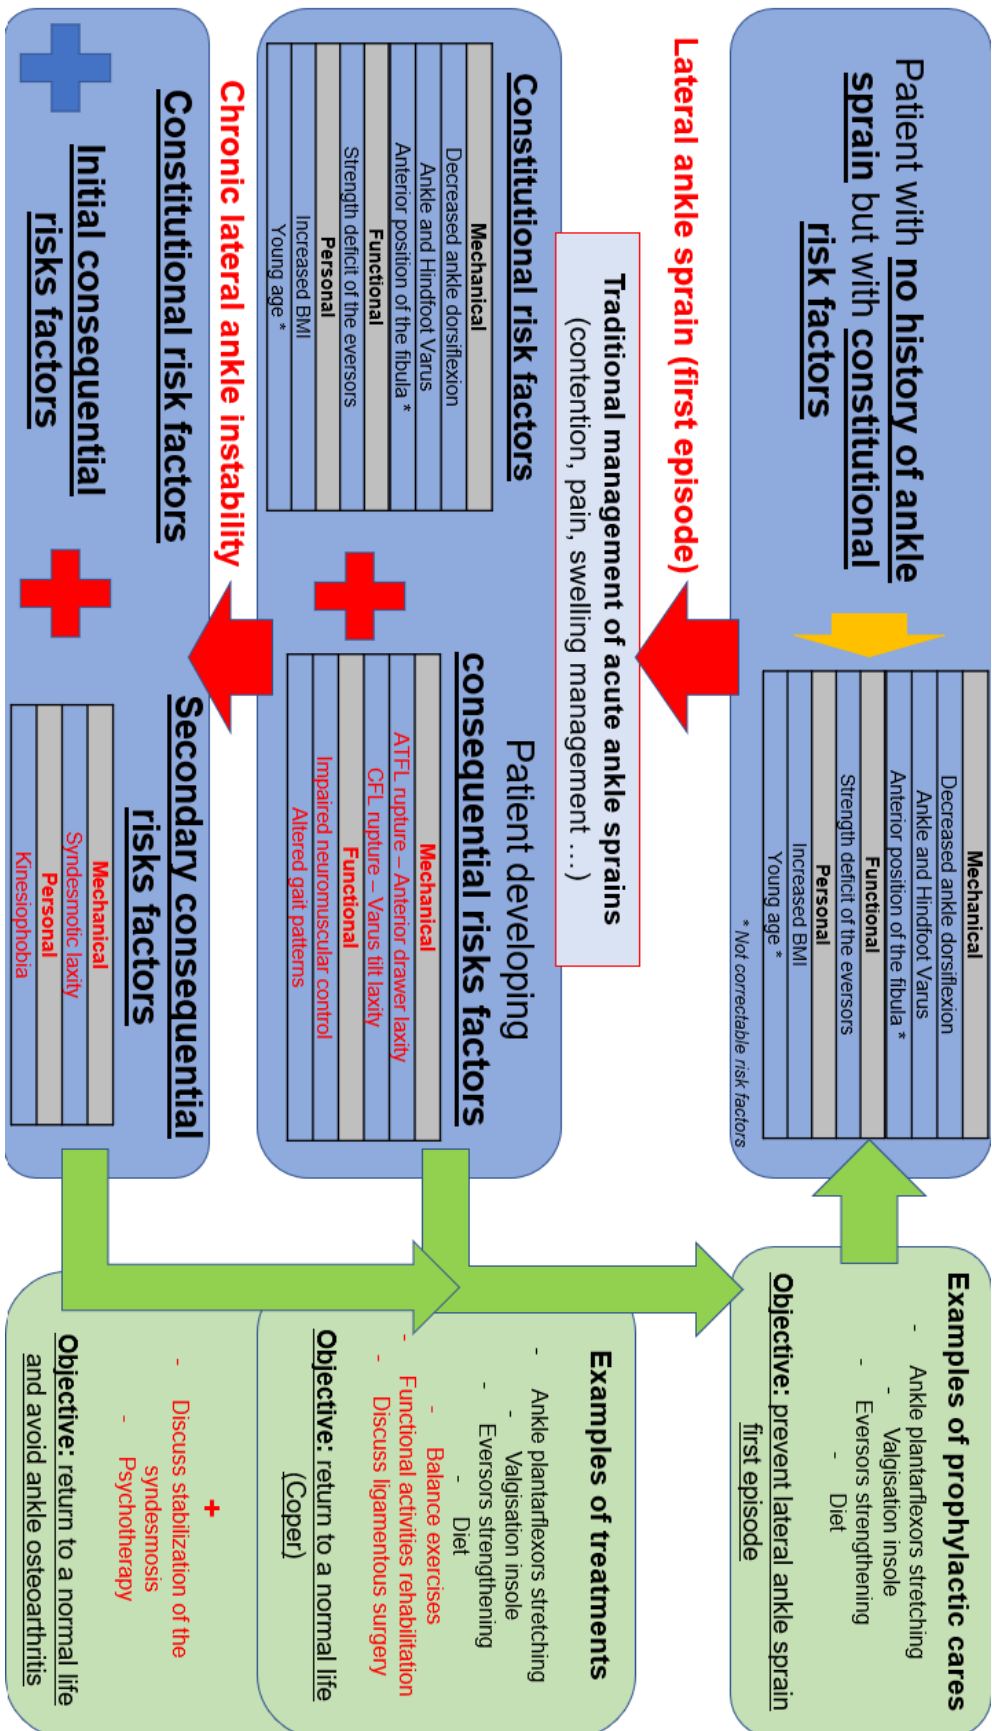 Patient with no history of ankle
sprain but with constitutional
risk factors
Mechanical
Decreased ankle dorsiflexion
Ankle and Hindfoot Varus
Anterior position of the fibula *
Functional
Strength deficit of the eversors
Personal
Increased BMI
Young age *
* Not correctable risk factors
Examples of prophylactic cares
- Ankle plantarflexors stretching
- Valgisation insole
- Eversors strengthening
- Diet
Objective: prevent lateral ankle sprain
first episode
Lateral ankle sprain (first episode)
Traditional management of acute ankle sprains
(contention, pain, swelling management ...)
Constitutional risk factors
Mechanical
Decreased ankle dorsiflexion
Ankle and Hindfoot Varus
Anterior position of the fibula *
Functional
Strength deficit of the eversors
Personal
Increased BMI
Young age *
Patient developing
consequential risks factors
Mechanical
ATFL rupture – Anterior drawer laxity
CFL rupture – Varus tilt laxity
Functional
Impaired neuromuscular control
Altered gait patterns
Examples of treatments
- Ankle plantarflexors stretching
- Valgisation insole
- Eversors strengthening
- Diet
- Balance exercises
- Functional activities rehabilitation
- Discuss ligamentous surgery
Objective: return to a normal life
(Coper)
Chronic lateral ankle instability
Constitutional risk factors
Initial consequential
risks factors
Secondary consequential
risks factors
Mechanical
Syndesmotic laxity
Personal
Kinesiophobia
+
- Discuss stabilization of the
syndesmosis
- Psychotherapy
Objective: return to a normal life
and avoid ankle osteoarthritis